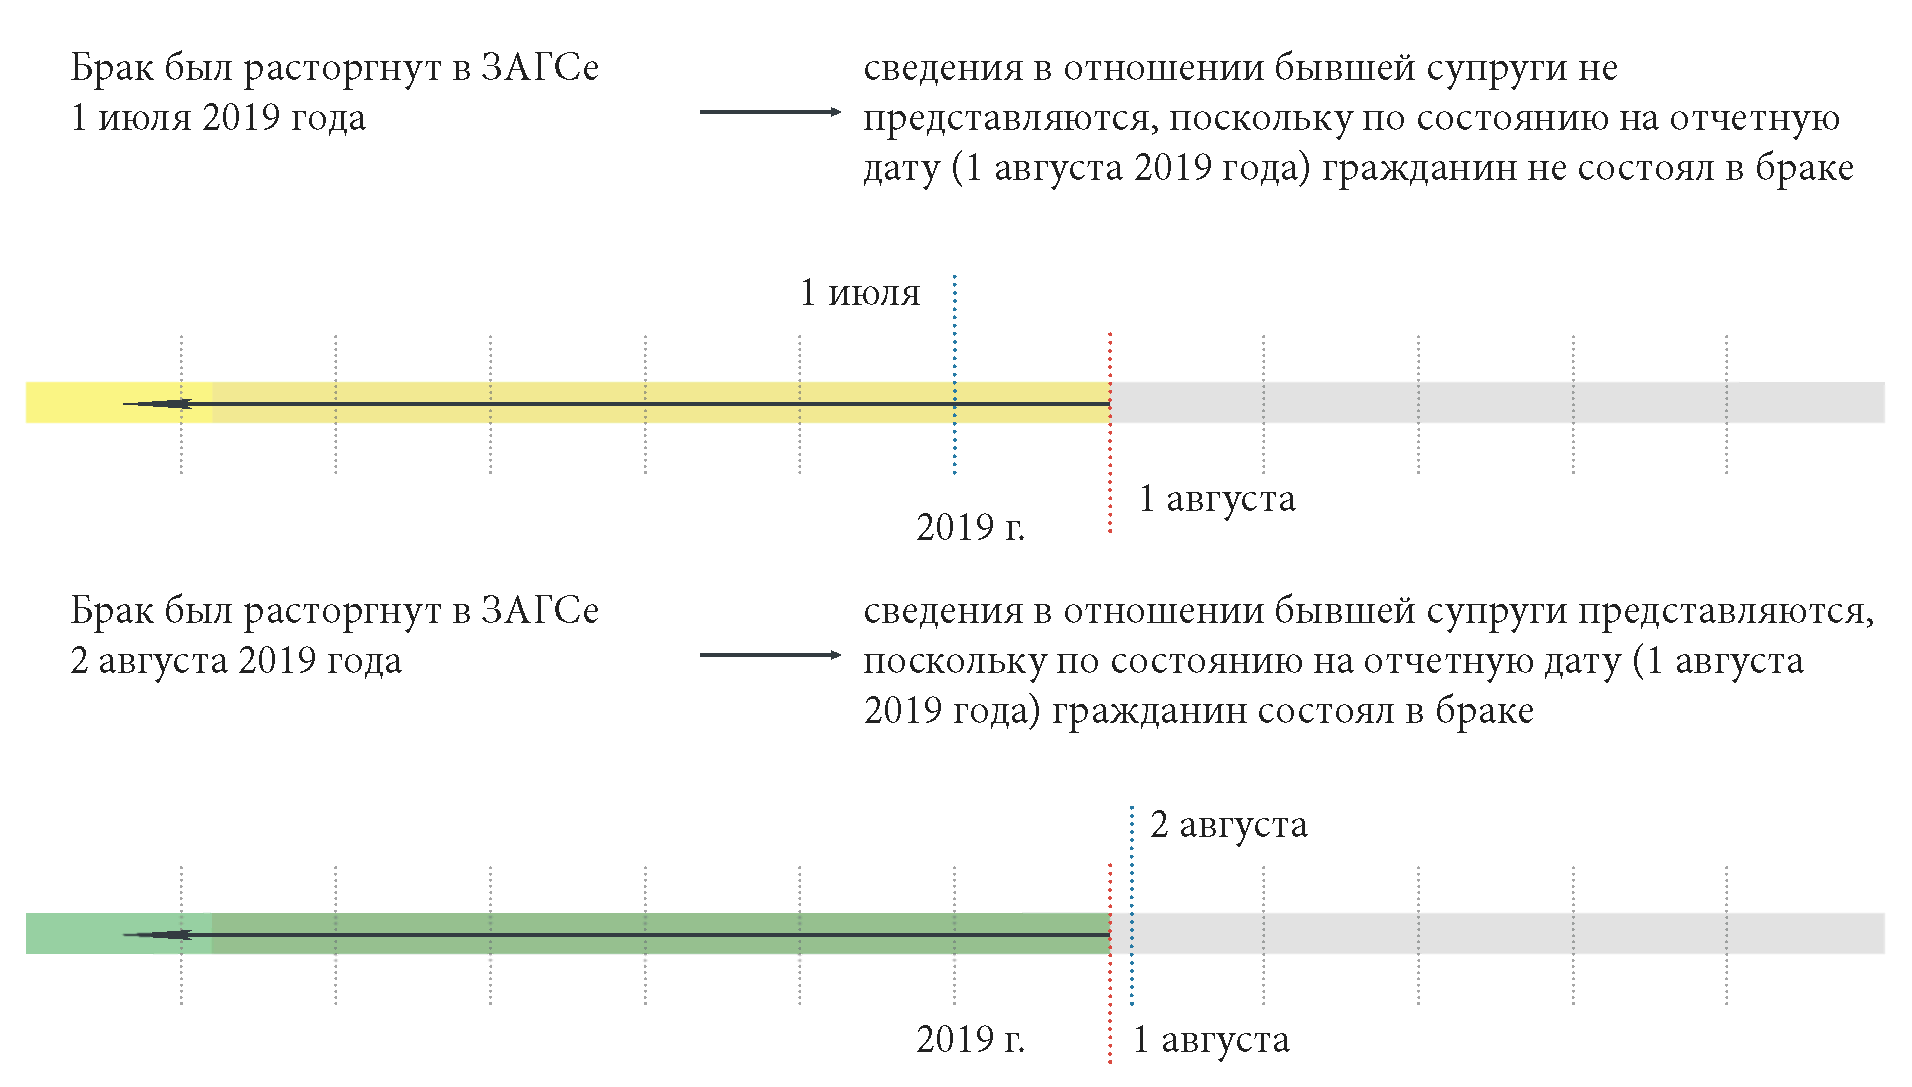 Брак был расторгнут в ЗАГСе
1 июля 2019 года
сведения в отношении бывшей супруги не
представляются, поскольку по состоянию на отчетную
дату (1 августа 2019 года) гражданин не состоял в браке
1 июля
1 августа
2019 г.
Брак был расторгнут в ЗАГСе
2 августа 2019 года
сведения в отношении бывшей супруги представляются,
поскольку по состоянию на отчетную дату (1 августа
2019 года) гражданин состоял в браке
2 августа
2019 г.
1 августа